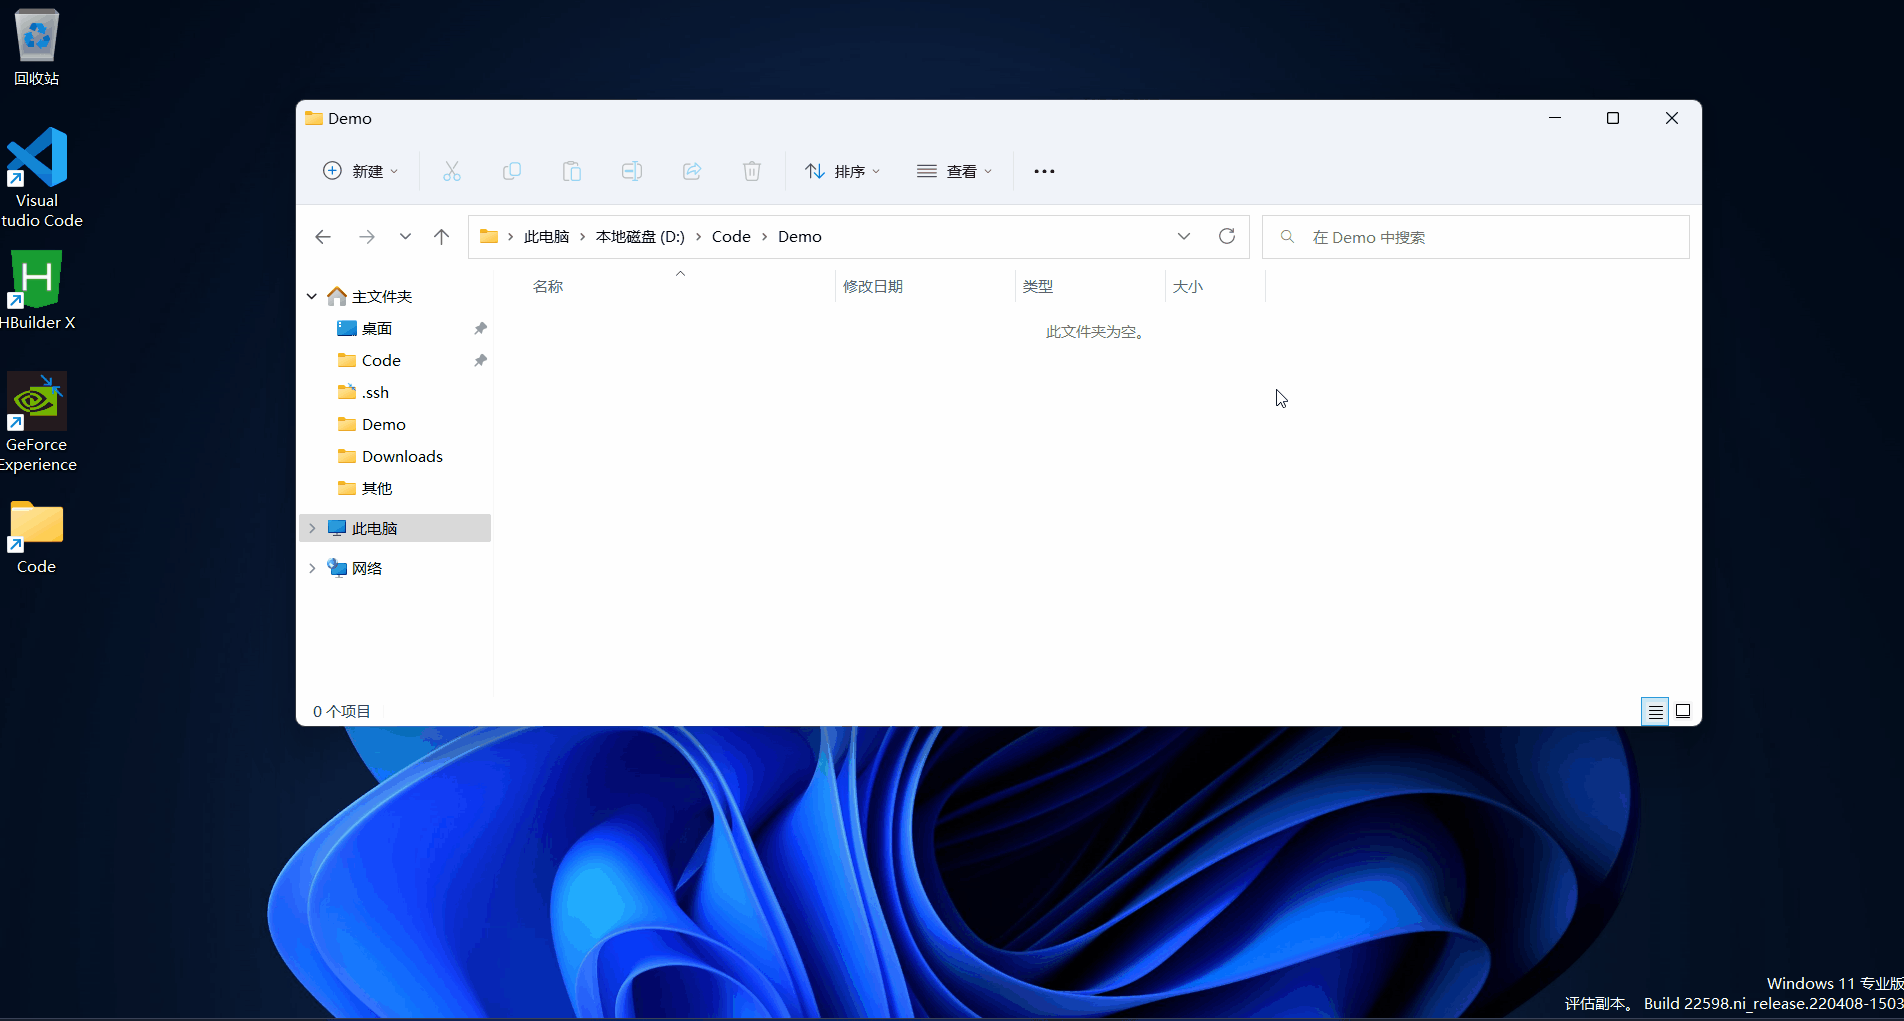 回收站
Visual
tudio Code
HBuilder X
GeForce
Experience
Code
Demo
新建
排序
查看
此电脑
本地磁盘 (D:)
Code
Demo
在 Demo 中搜索
名称
修改日期
类型
大小
此文件夹为空。
主文件夹
桌面
Code
.ssh
Demo
Downloads
其他
此电脑
网络
0 个项目
Windows 11 专业版
评估副本。 Build 22598.ni_release.220408-1503